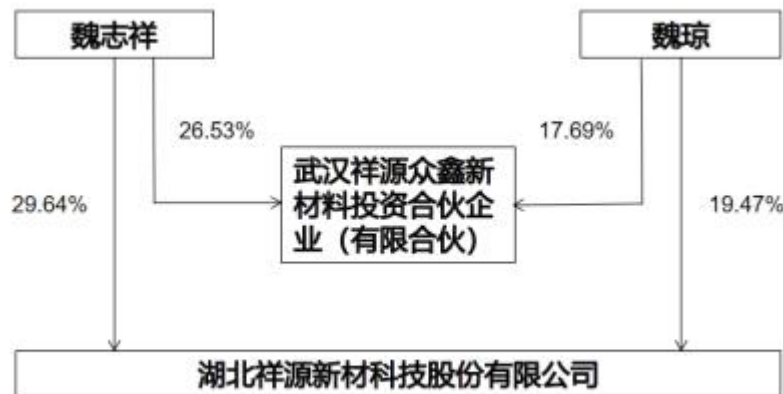 魏志祥
魏琼
26.53%
17.69%
武汉祥源众鑫新
材料投资合伙企
业（有限合伙）
29.64%
19.47%
湖北祥源新材科技股份有限公司